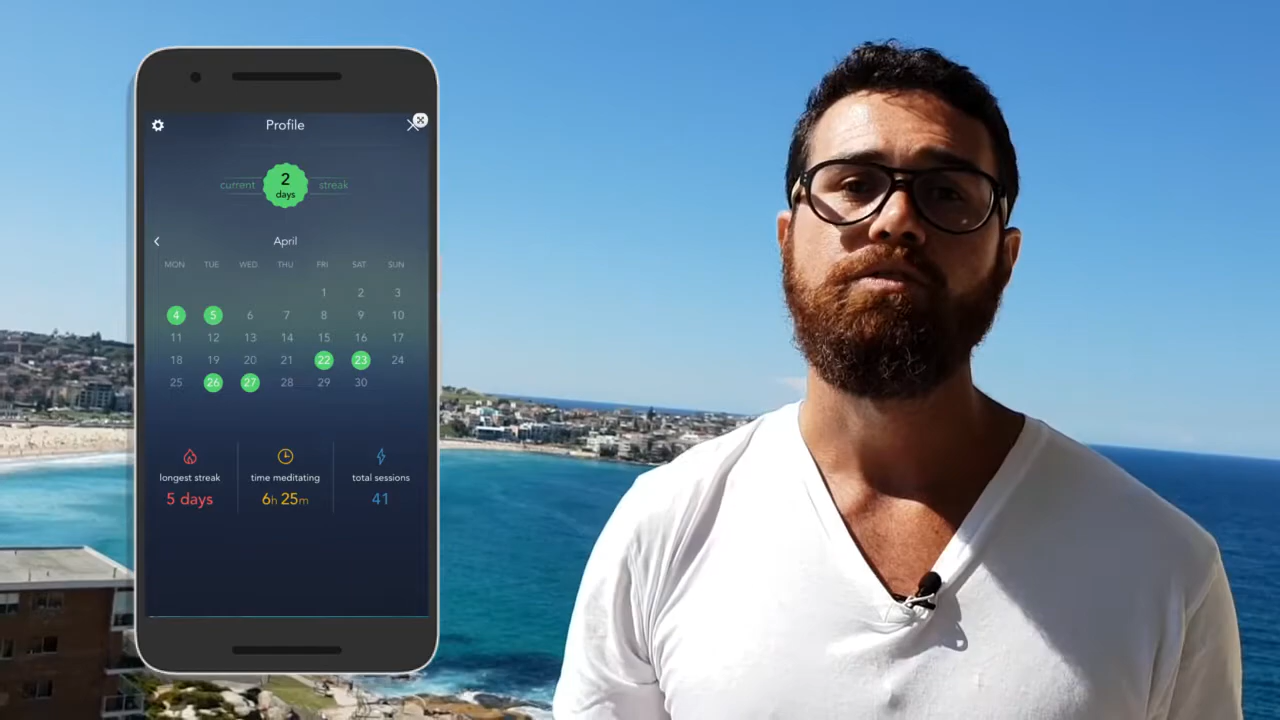 Profile
current 2 days streak
April
MON TUE WED THU FRI SAT SUN
1 2 3
4 5 6 7 8 9 10
11 12 13 14 15 16 17
18 19 20 21 22 23 24
25 26 27 28 29 30
longest streak time meditating total sessions
5 days 6h 25m 41